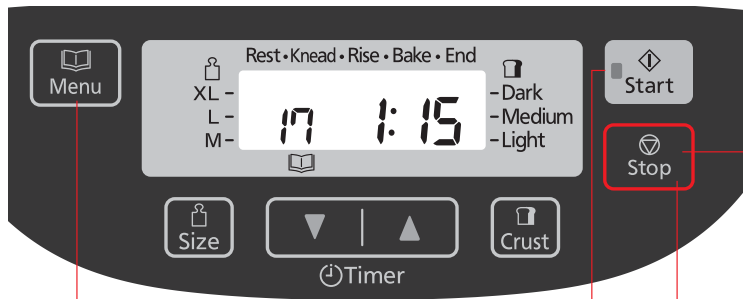 Menu
Rest • Knead • Rise • Bake • End
XL –
L –
M –
17 1:15
– Dark
– Medium
– Light
Start
Stop
Size
Timer
Crust